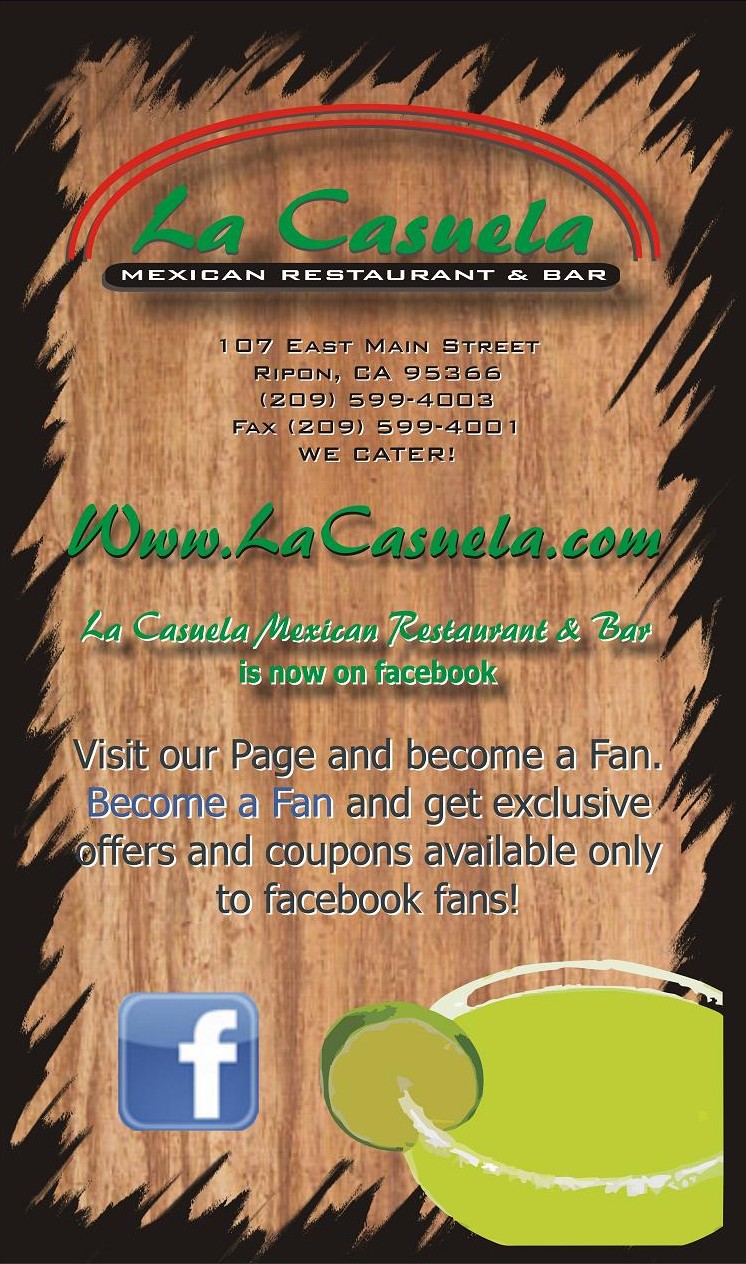 La Casuela
MEXICAN RESTAURANT & BAR
107 East Main Street
Ripon, CA 95366
(209) 599-4003
Fax (209) 599-4001
WE CATER!
Www.LaCasuela.com
La Casuela Mexican Restaurant & Bar
is now on facebook
Visit our Page and become a Fan.
Become a Fan and get exclusive
offers and coupons available only
to facebook fans!
f